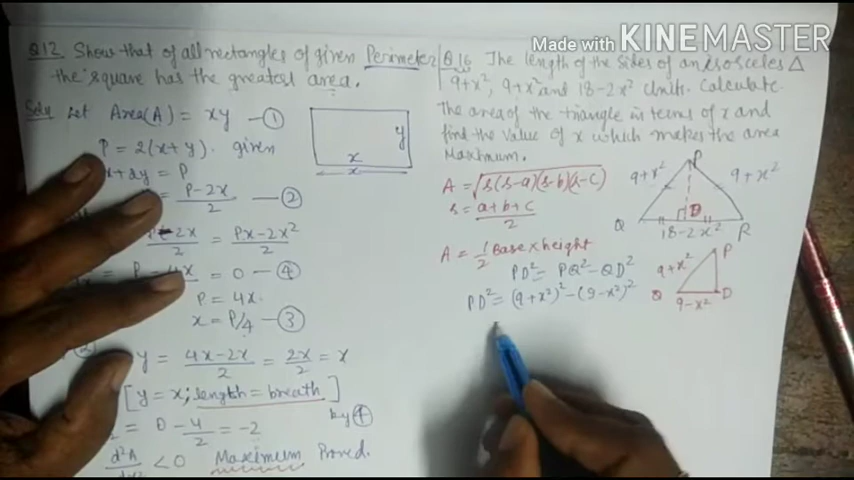 Made with KINEMASTER
Q12 Show that of all rectangles of given Perimeter
the square has the greatest area.
Soln Let Area(A) = xy —①
P = 2(x+y). given
x+2y = P
= P-2x/2 —②
-2x/2 = Px-2x²/2
= 0 —④
P = 4x.
x = P/4 —③
y = 4x-2x/2 = 2x/2 = x
[y = x; length = breath]
by ④
= 0 - 4/2 = -2
d²A/dx² < 0 Maximum Proved.
y
x
x
Q.16 The length of the sides of an isosceles △
9+x², 9+x² and 18-2x² Units. Calculate
The area of the triangle in terms of x and
find the value of x which makes the area
Maximum.
A = √s(s-a)(s-b)(s-c)
s = a+b+c/2
A = 1/2 Base × height
PD² = PQ² - QD²
PD² = (9+x²)² - (9-x²)²
P
9+x²
9+x²
D
Q
18-2x²
R
P
9+x²
Q
D
9-x²